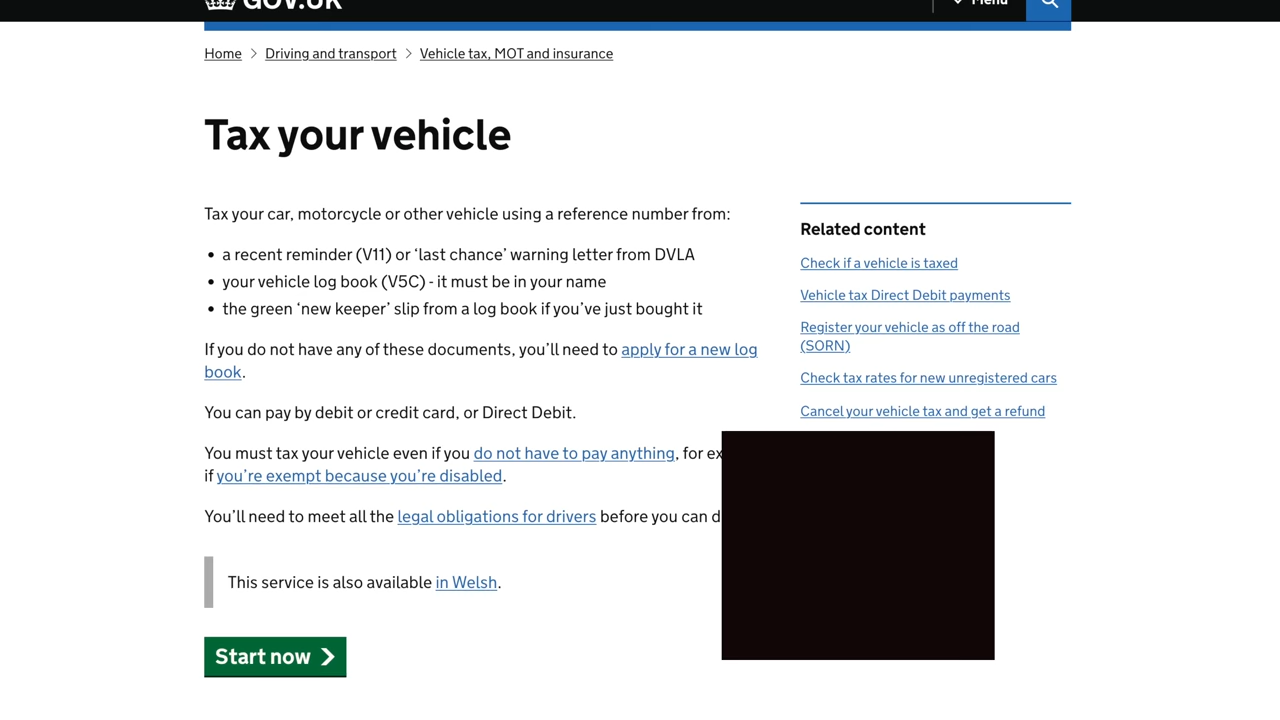 GOV.UK
Menu
Home > Driving and transport > Vehicle tax, MOT and insurance
Tax your vehicle
Tax your car, motorcycle or other vehicle using a reference number from:
• a recent reminder (V11) or ‘last chance’ warning letter from DVLA
• your vehicle log book (V5C) - it must be in your name
• the green ‘new keeper’ slip from a log book if you’ve just bought it
If you do not have any of these documents, you’ll need to apply for a new log
book.
You can pay by debit or credit card, or Direct Debit.
You must tax your vehicle even if you do not have to pay anything, for
if you’re exempt because you’re disabled.
You’ll need to meet all the legal obligations for drivers before you can
This service is also available in Welsh.
Start now
Related content
Check if a vehicle is taxed
Vehicle tax Direct Debit payments
Register your vehicle as off the road
(SORN)
Check tax rates for new unregistered cars
Cancel your vehicle tax and get a refund